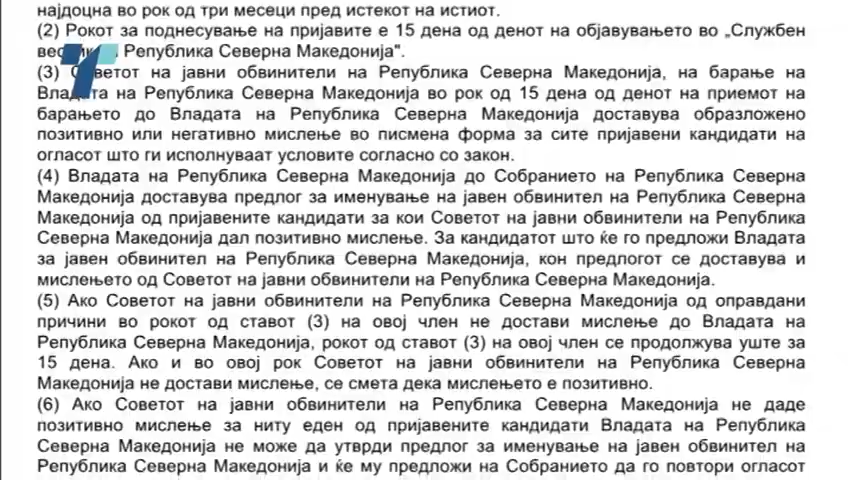 најдоцна во рок од три месеци пред истекот на истиот.
(2) Рокот за поднесување на пријавите е 15 дена од денот на објавувањето во „Службен
Република Северна Македонија".
(3) Советот на јавни обвинители на Република Северна Македонија, на барање на
Владата на Република Северна Македонија во рок од 15 дена од денот на приемот на
барањето до Владата на Република Северна Македонија доставува образложено
позитивно или негативно мислење во писмена форма за сите пријавени кандидати на
огласот што ги исполнуваат условите согласно со закон.
(4) Владата на Република Северна Македонија до Собранието на Република Северна
Македонија доставува предлог за именување на јавен обвинител на Република Северна
Македонија од пријавените кандидати за кои Советот на јавни обвинители на Република
Северна Македонија дал позитивно мислење. За кандидатот што ќе го предложи Владата
за јавен обвинител на Република Северна Македонија, кон предлогот се доставува и
мислењето од Советот на јавни обвинители на Република Северна Македонија.
(5) Ако Советот на јавни обвинители на Република Северна Македонија од оправдани
причини во рокот од ставот (3) на овој член не достави мислење до Владата на
Република Северна Македонија, рокот од ставот (3) на овој член се продолжува уште за
15 дена. Ако и во овој рок Советот на јавни обвинители на Република Северна
Македонија не достави мислење, се смета дека мислењето е позитивно.
(6) Ако Советот на јавни обвинители на Република Северна Македонија не даде
позитивно мислење за ниту еден од пријавените кандидати Владата на Република
Северна Македонија не може да утврди предлог за именување на јавен обвинител на
Република Северна Македонија и ќе му предложи на Собранието да го повтори огласот